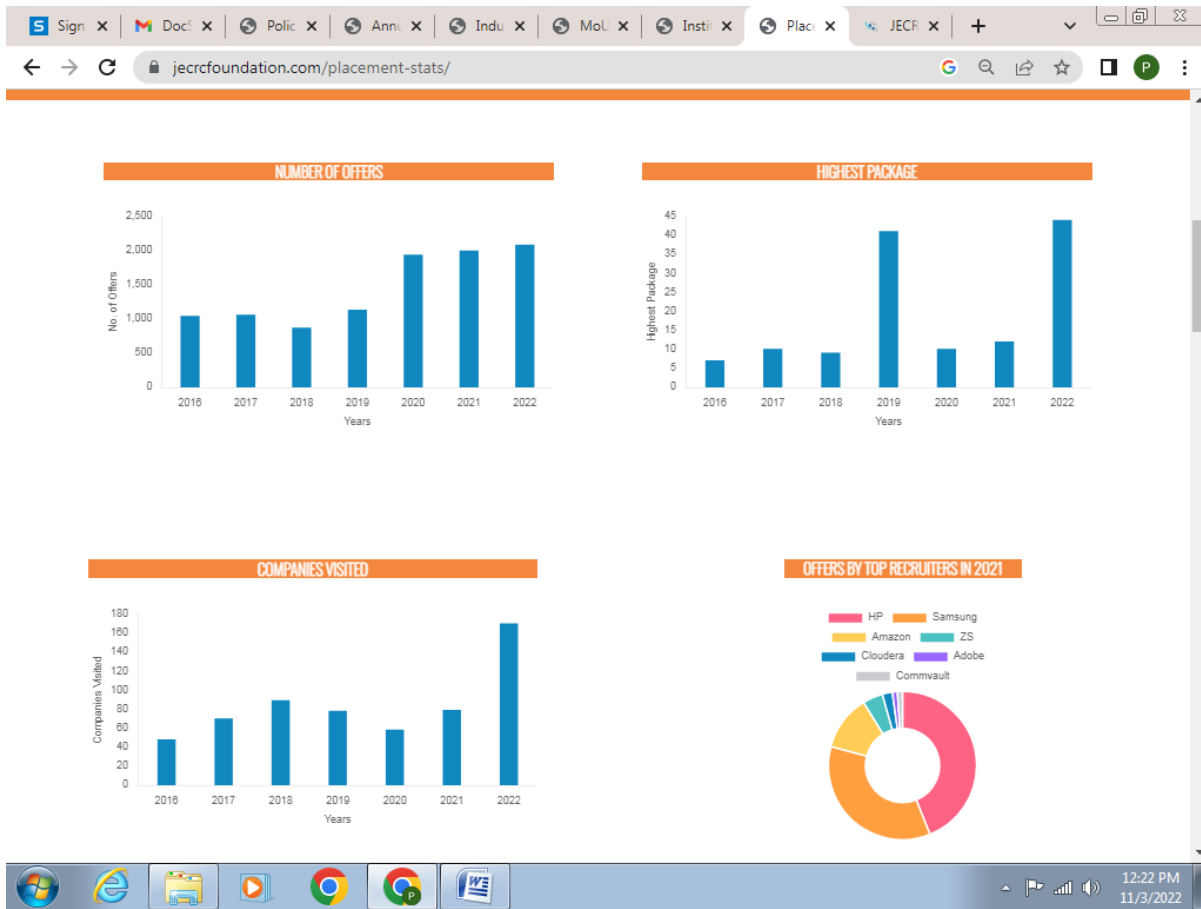 S Sign
DocS
Polic
Annu
Indu
MoU
Instit
Place
JECR
jecrcfoundation.com/placement-stats/
G
P
NUMBER OF OFFERS
2,500
2,000
1,500
1,000
500
0
No. of Offers
2016 2017 2018 2019 2020 2021 2022
Years
HIGHEST PACKAGE
45
40
35
30
25
20
15
10
5
0
Highest Package
2016 2017 2018 2019 2020 2021 2022
Years
COMPANIES VISITED
180
160
140
120
100
80
60
40
20
0
Companies Visited
2016 2017 2018 2019 2020 2021 2022
Years
OFFERS BY TOP RECRUITERS IN 2021
HP Samsung
Amazon ZS
Cloudera Adobe
Commvault
P
W
12:22 PM
11/3/2022